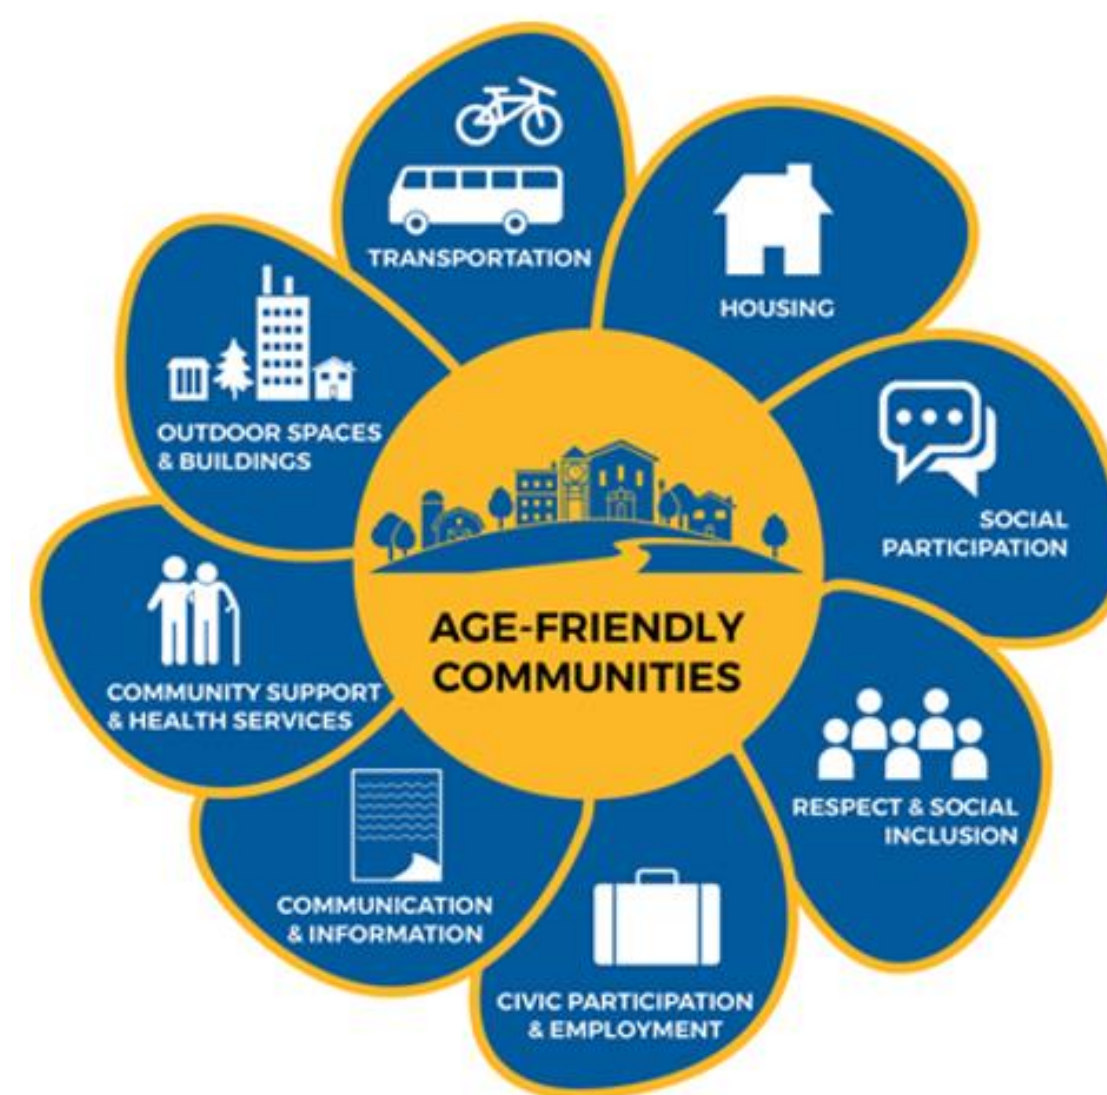 TRANSPORTATION
HOUSING
SOCIAL
PARTICIPATION
RESPECT & SOCIAL
INCLUSION
CIVIC PARTICIPATION
& EMPLOYMENT
COMMUNICATION
& INFORMATION
COMMUNITY SUPPORT
& HEALTH SERVICES
OUTDOOR SPACES
& BUILDINGS
AGE-FRIENDLY
COMMUNITIES